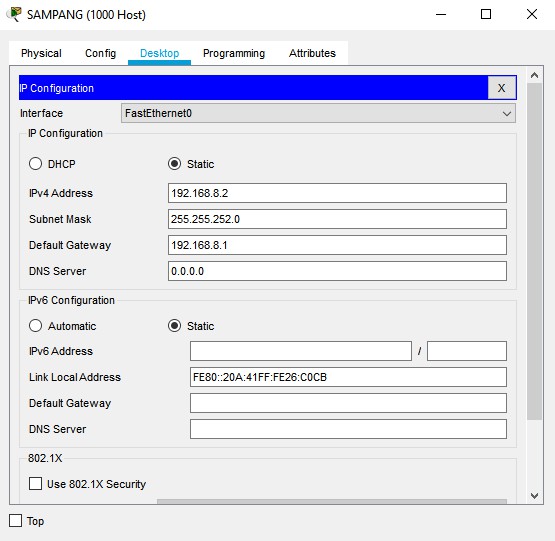 SAMPANG (1000 Host)
Physical Config Desktop Programming Attributes
IP Configuration X
Interface FastEthernet0
IP Configuration
DHCP Static
IPv4 Address 192.168.8.2
Subnet Mask 255.255.252.0
Default Gateway 192.168.8.1
DNS Server 0.0.0.0
IPv6 Configuration
Automatic Static
IPv6 Address /
Link Local Address FE80::20A:41FF:FE26:C0CB
Default Gateway
DNS Server
802.1X
Use 802.1X Security
Top